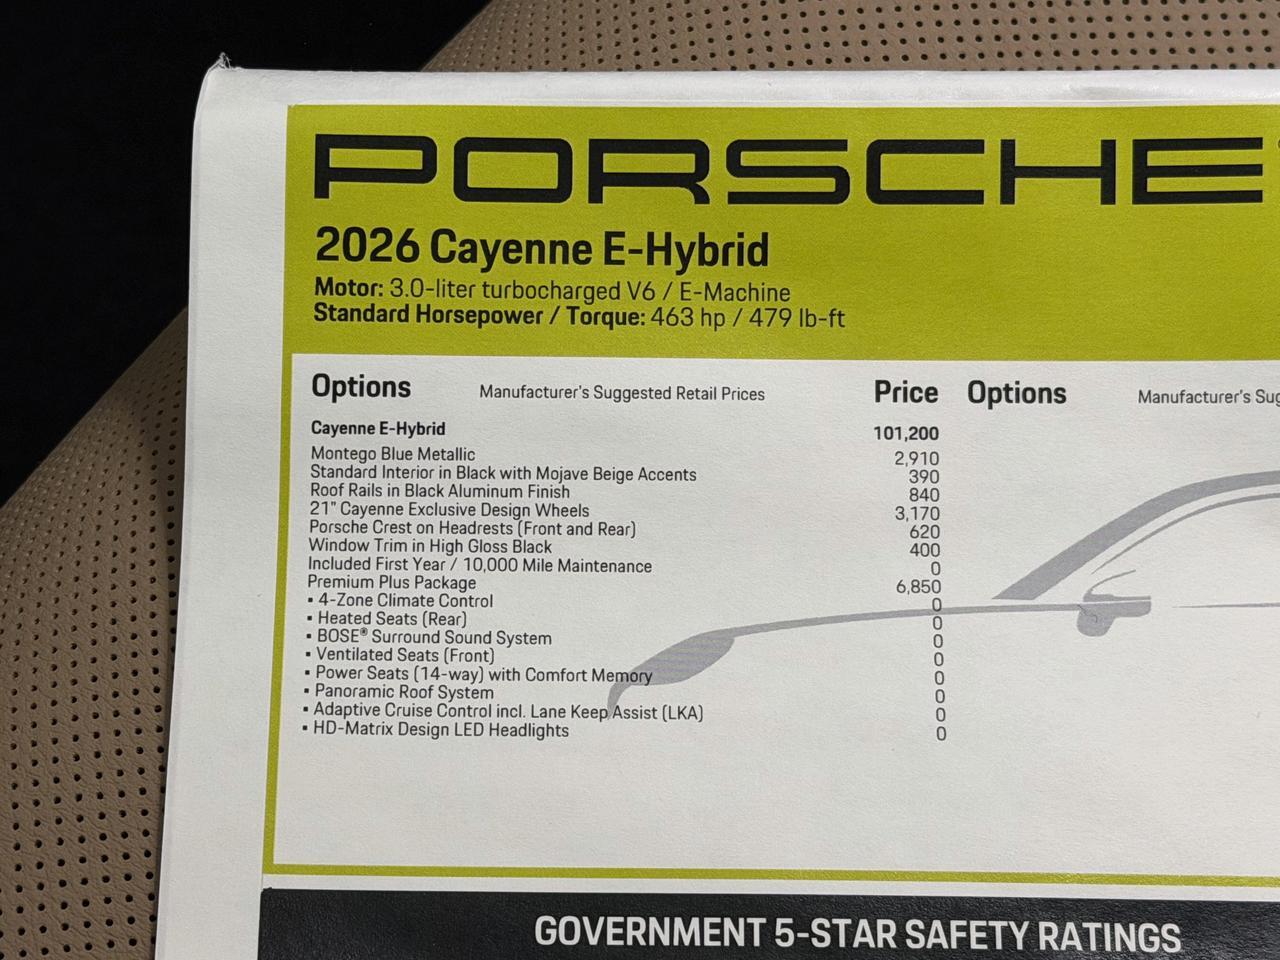 PORSCHE
2026 Cayenne E-Hybrid
Motor: 3.0-liter turbocharged V6 / E-Machine
Standard Horsepower / Torque: 463 hp / 479 lb-ft
Options Manufacturer's Suggested Retail Prices Price Options Manufacturer's Sug
Cayenne E-Hybrid 101,200
Montego Blue Metallic 2,910
Standard Interior in Black with Mojave Beige Accents 390
Roof Rails in Black Aluminum Finish 840
21" Cayenne Exclusive Design Wheels 3,170
Porsche Crest on Headrests (Front and Rear) 620
Window Trim in High Gloss Black 400
Included First Year / 10,000 Mile Maintenance 0
Premium Plus Package 6,850
▪ 4-Zone Climate Control 0
▪ Heated Seats (Rear) 0
▪ BOSE® Surround Sound System 0
▪ Ventilated Seats (Front) 0
▪ Power Seats (14-way) with Comfort Memory 0
▪ Panoramic Roof System 0
▪ Adaptive Cruise Control incl. Lane Keep Assist (LKA) 0
▪ HD-Matrix Design LED Headlights 0
GOVERNMENT 5-STAR SAFETY RATINGS